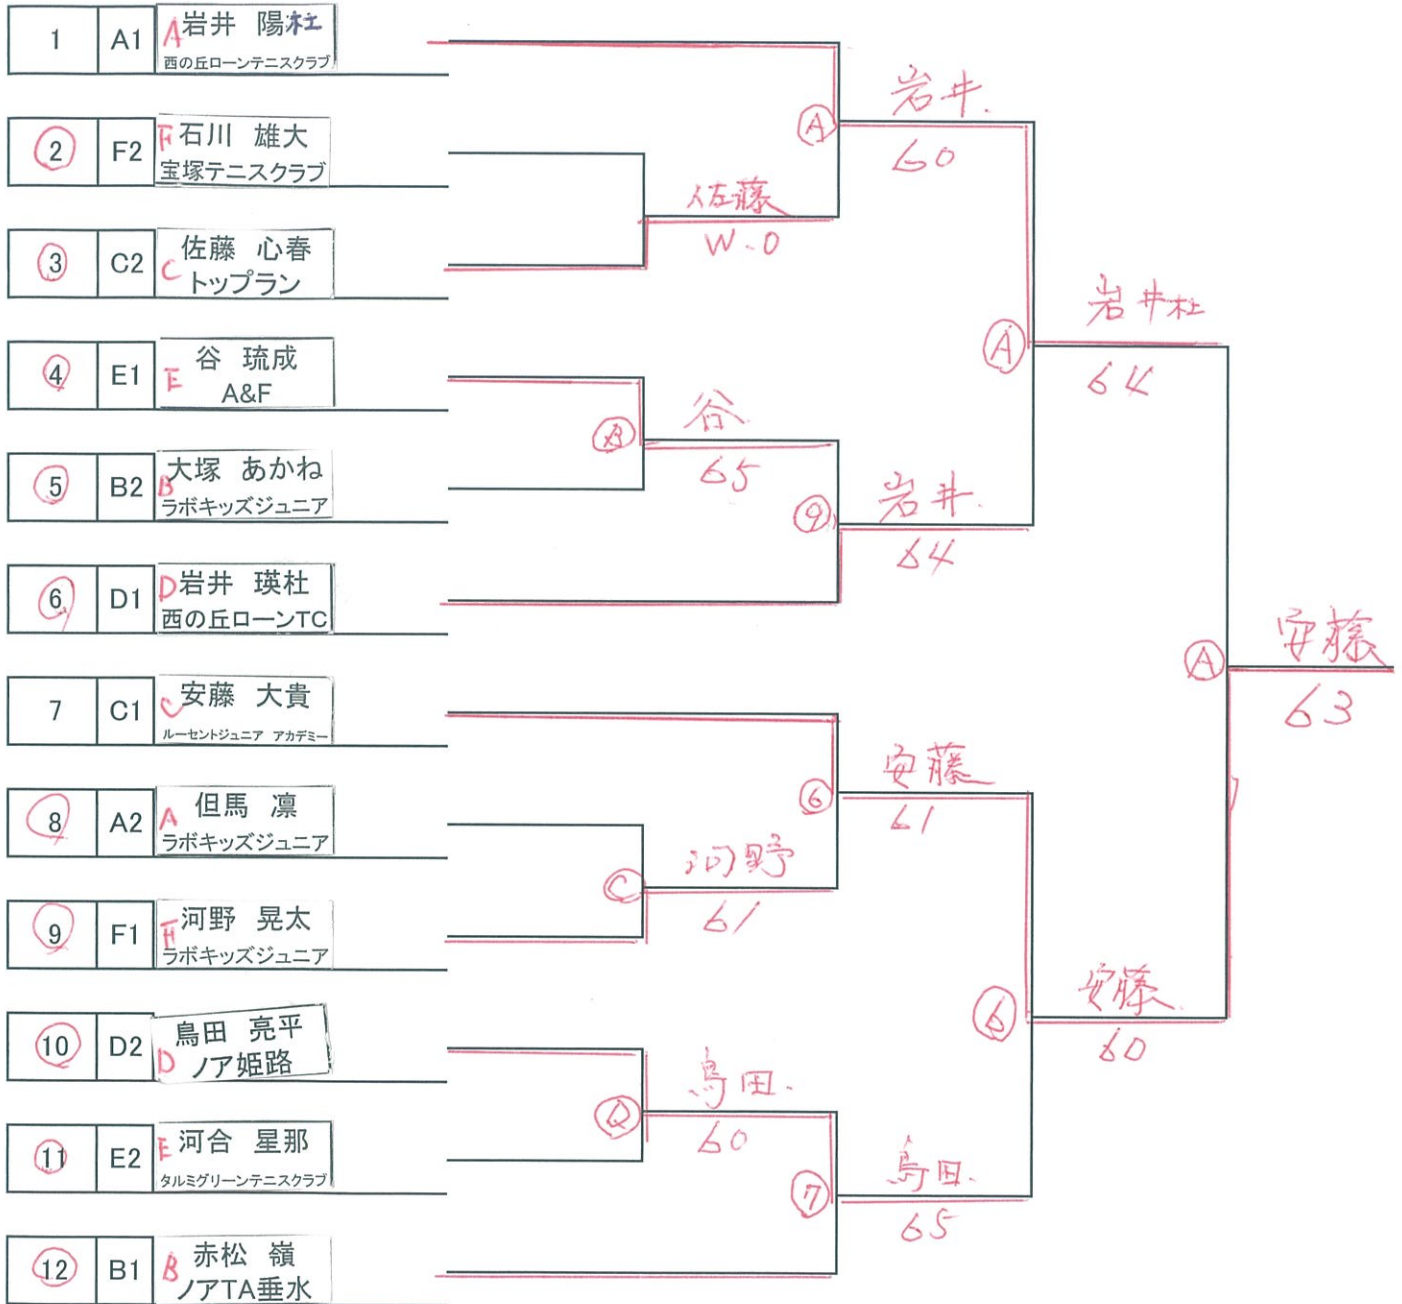 1 A1 A 岩井 陽杜
西の丘ローンテニスクラブ
2 F2 F 石川 雄大
宝塚テニスクラブ
3 C2 C 佐藤 心春
トップラン
4 E1 E 谷 琉成
A&F
5 B2 B 大塚 あかね
ラボキッズジュニア
6 D1 D 岩井 瑛杜
西の丘ローンTC
7 C1 C 安藤 大貴
ルーセントジュニア アカデミー
8 A2 A 但馬 凛
ラボキッズジュニア
9 F1 F 河野 晃太
ラボキッズジュニア
10 D2 D 鳥田 亮平
ノア姫路
11 E2 E 河合 星那
タルミグリーンテニスクラブ
12 B1 B 赤松 嶺
ノアTA垂水
佐藤
W.0
B 谷
65
C 河野
61
鳥田.
60
A 岩井.
60
9 岩井.
64
6 安藤
61
7 鳥田.
65
A 岩井杜
64
6 安藤
60
A 安藤
63